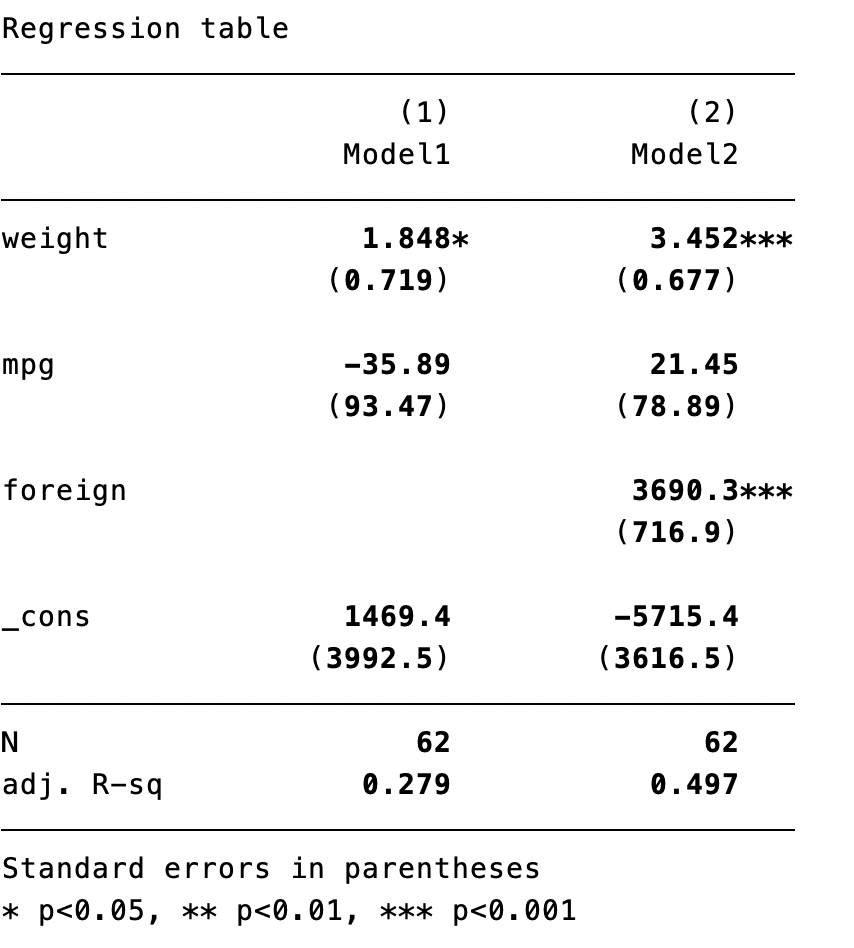 Regression table
(1) (2)
Model1 Model2
weight 1.848* 3.452***
(0.719) (0.677)
mpg -35.89 21.45
(93.47) (78.89)
foreign 3690.3***
(716.9)
_cons 1469.4 -5715.4
(3992.5) (3616.5)
N 62 62
adj. R-sq 0.279 0.497
Standard errors in parentheses
* p<0.05, ** p<0.01, *** p<0.001